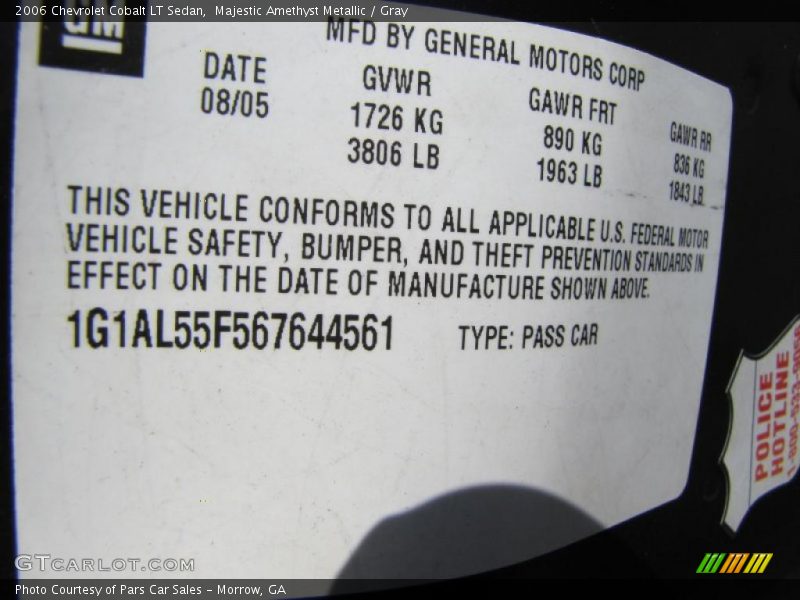 2006 Chevrolet Cobalt LT Sedan, Majestic Amethyst Metallic / Gray
GM
MFD BY GENERAL MOTORS CORP
DATE GVWR GAWR FRT GAWR RR
08/05 1726 KG 890 KG 836 KG
3806 LB 1963 LB 1843 LB
THIS VEHICLE CONFORMS TO ALL APPLICABLE U.S. FEDERAL MOTOR
VEHICLE SAFETY, BUMPER, AND THEFT PREVENTION STANDARDS IN
EFFECT ON THE DATE OF MANUFACTURE SHOWN ABOVE.
1G1AL55F567644561 TYPE: PASS CAR
POLICE
HOTLINE
GTCARLOT.COM
Photo Courtesy of Pars Car Sales - Morrow, GA